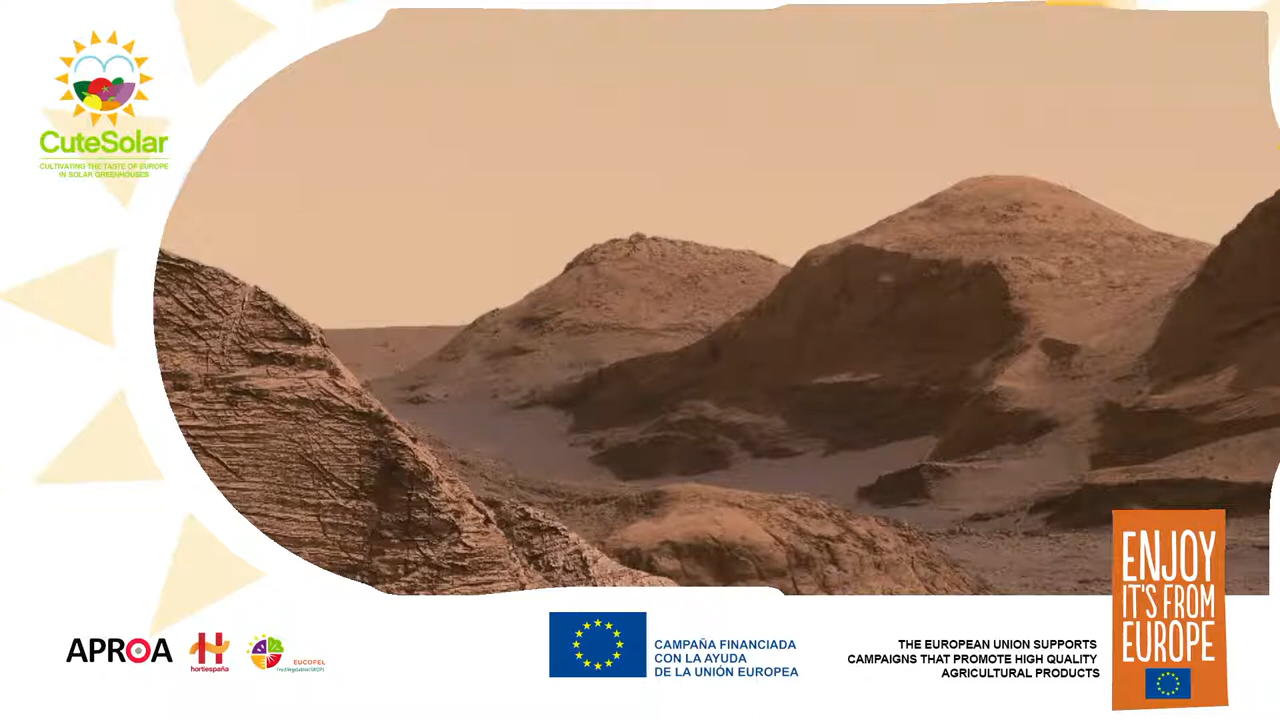 CuteSolar
CULTIVATING THE TASTE OF EUROPE
IN SOLAR GREENHOUSES
APROA
hortiespaña
EUCOFEL
CAMPAÑA FINANCIADA
CON LA AYUDA
DE LA UNIÓN EUROPEA
THE EUROPEAN UNION SUPPORTS
CAMPAIGNS THAT PROMOTE HIGH QUALITY
AGRICULTURAL PRODUCTS
ENJOY
IT'S FROM
EUROPE